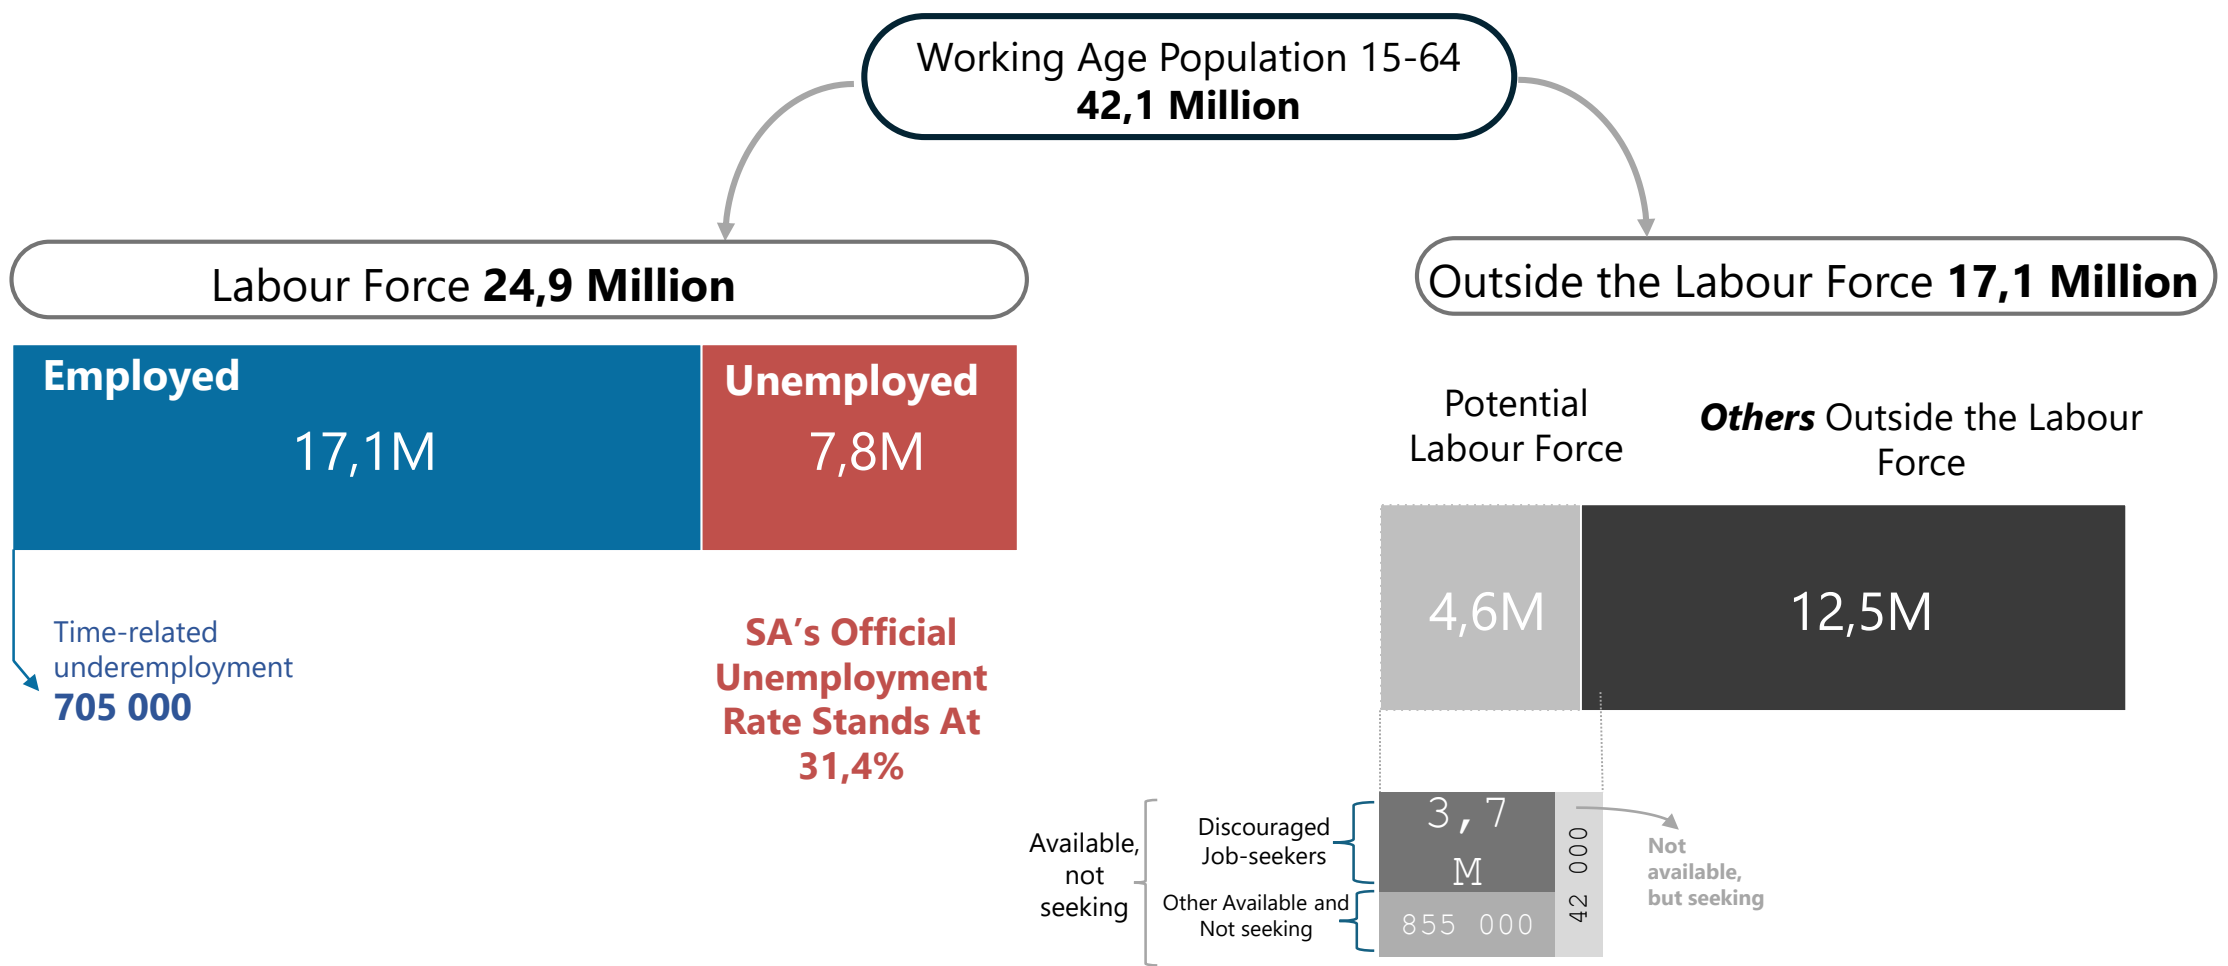 Working Age Population 15-64
42,1 Million
Labour Force 24,9 Million
Outside the Labour Force 17,1 Million
Employed
17,1M
Unemployed
7,8M
Potential
Labour Force
Others Outside the Labour
Force
4,6M
12,5M
Time-related
underemployment
705 000
SA’s Official
Unemployment
Rate Stands At
31,4%
Available,
not
seeking
Discouraged
Job-seekers
Other Available and
Not seeking
3,7
M
855 000
42 000
Not
available,
but seeking